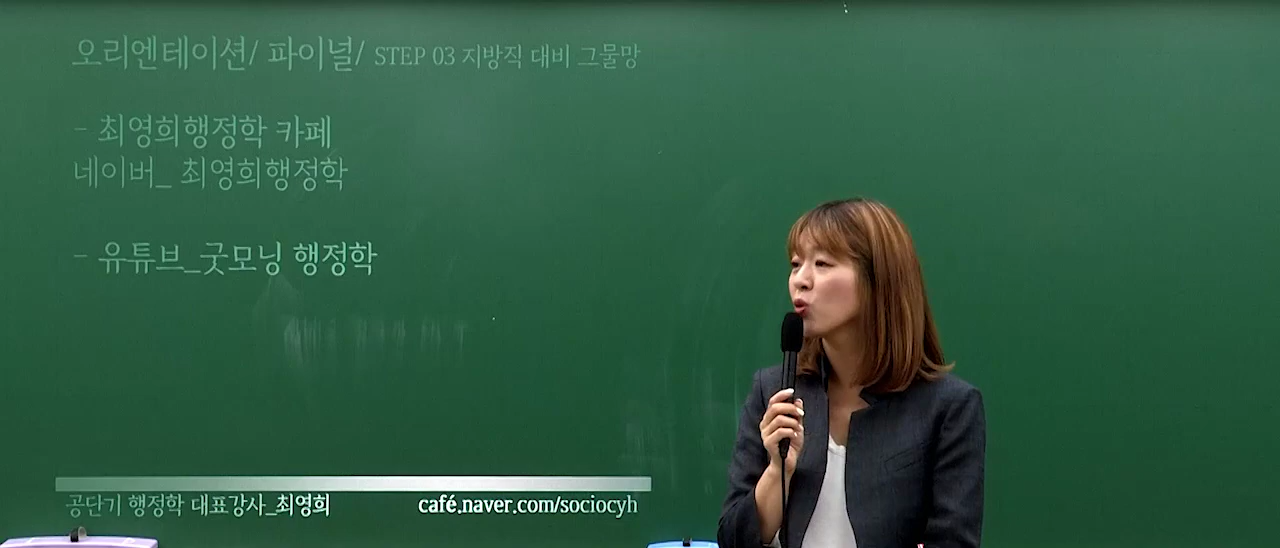 오리엔테이션/ 파이널/ STEP 03 지방직 대비 그물망
- 최영희행정학 카페
네이버_ 최영희행정학
- 유튜브_굿모닝 행정학
공단기 행정학 대표강사_최영희 café.naver.com/sociocyh